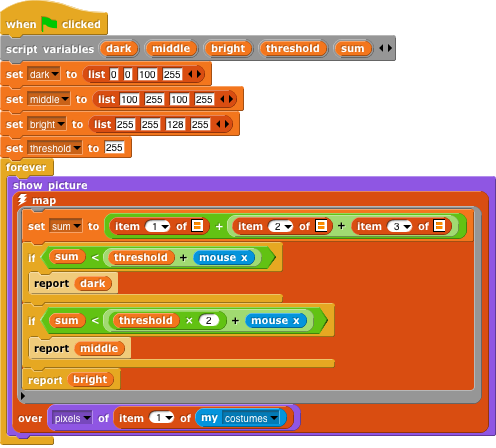 when clicked
script variables dark middle bright threshold sum
set dark to list 0 0 100 255
set middle to list 100 255 100 255
set bright to list 255 255 128 255
set threshold to 255
forever
show picture
map
set sum to item 1 of + item 2 of + item 3 of
if sum < threshold + mouse x
report dark
if sum < threshold × 2 + mouse x
report middle
report bright
over pixels of item 1 of my costumes